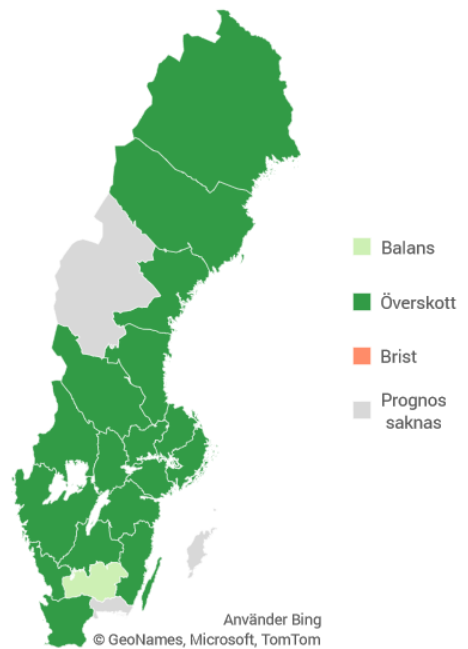 Balans
Överskott
Brist
Prognos
saknas
Använder Bing
© GeoNames, Microsoft, TomTom